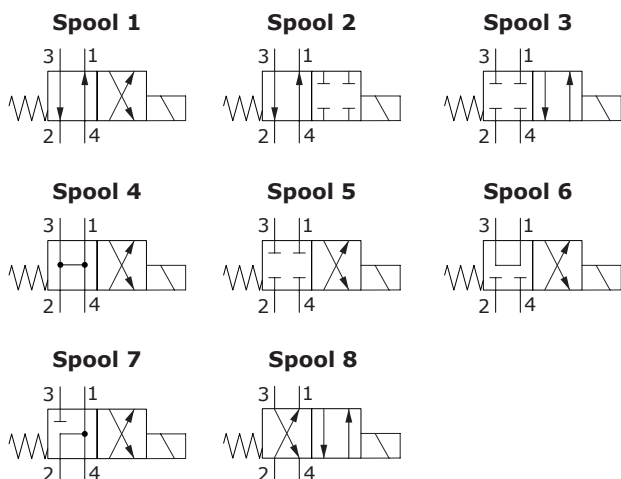 Spool 1 Spool 2 Spool 3
3 1 3 1 3 1
2 4 2 4 2 4
Spool 4 Spool 5 Spool 6
3 1 3 1 3 1
2 4 2 4 2 4
Spool 7 Spool 8
3 1 3 1
2 4 2 4